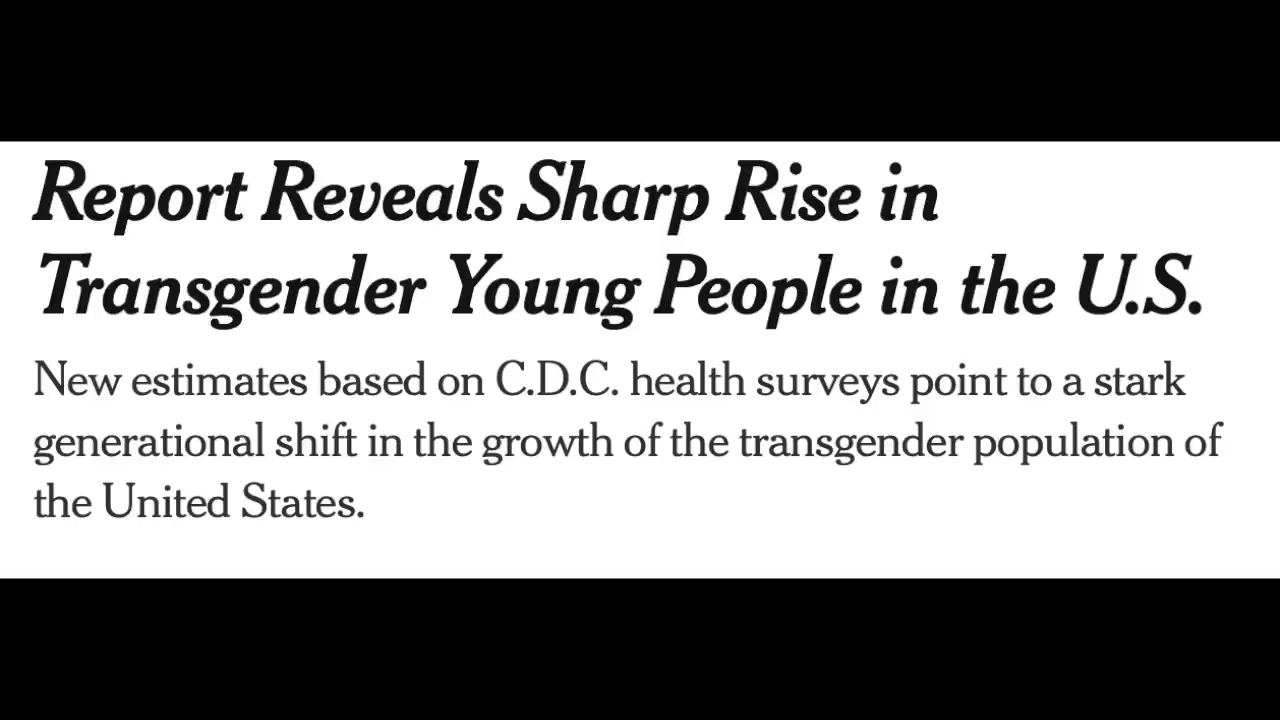 Report Reveals Sharp Rise in
Transgender Young People in the U.S.
New estimates based on C.D.C. health surveys point to a stark
generational shift in the growth of the transgender population of
the United States.